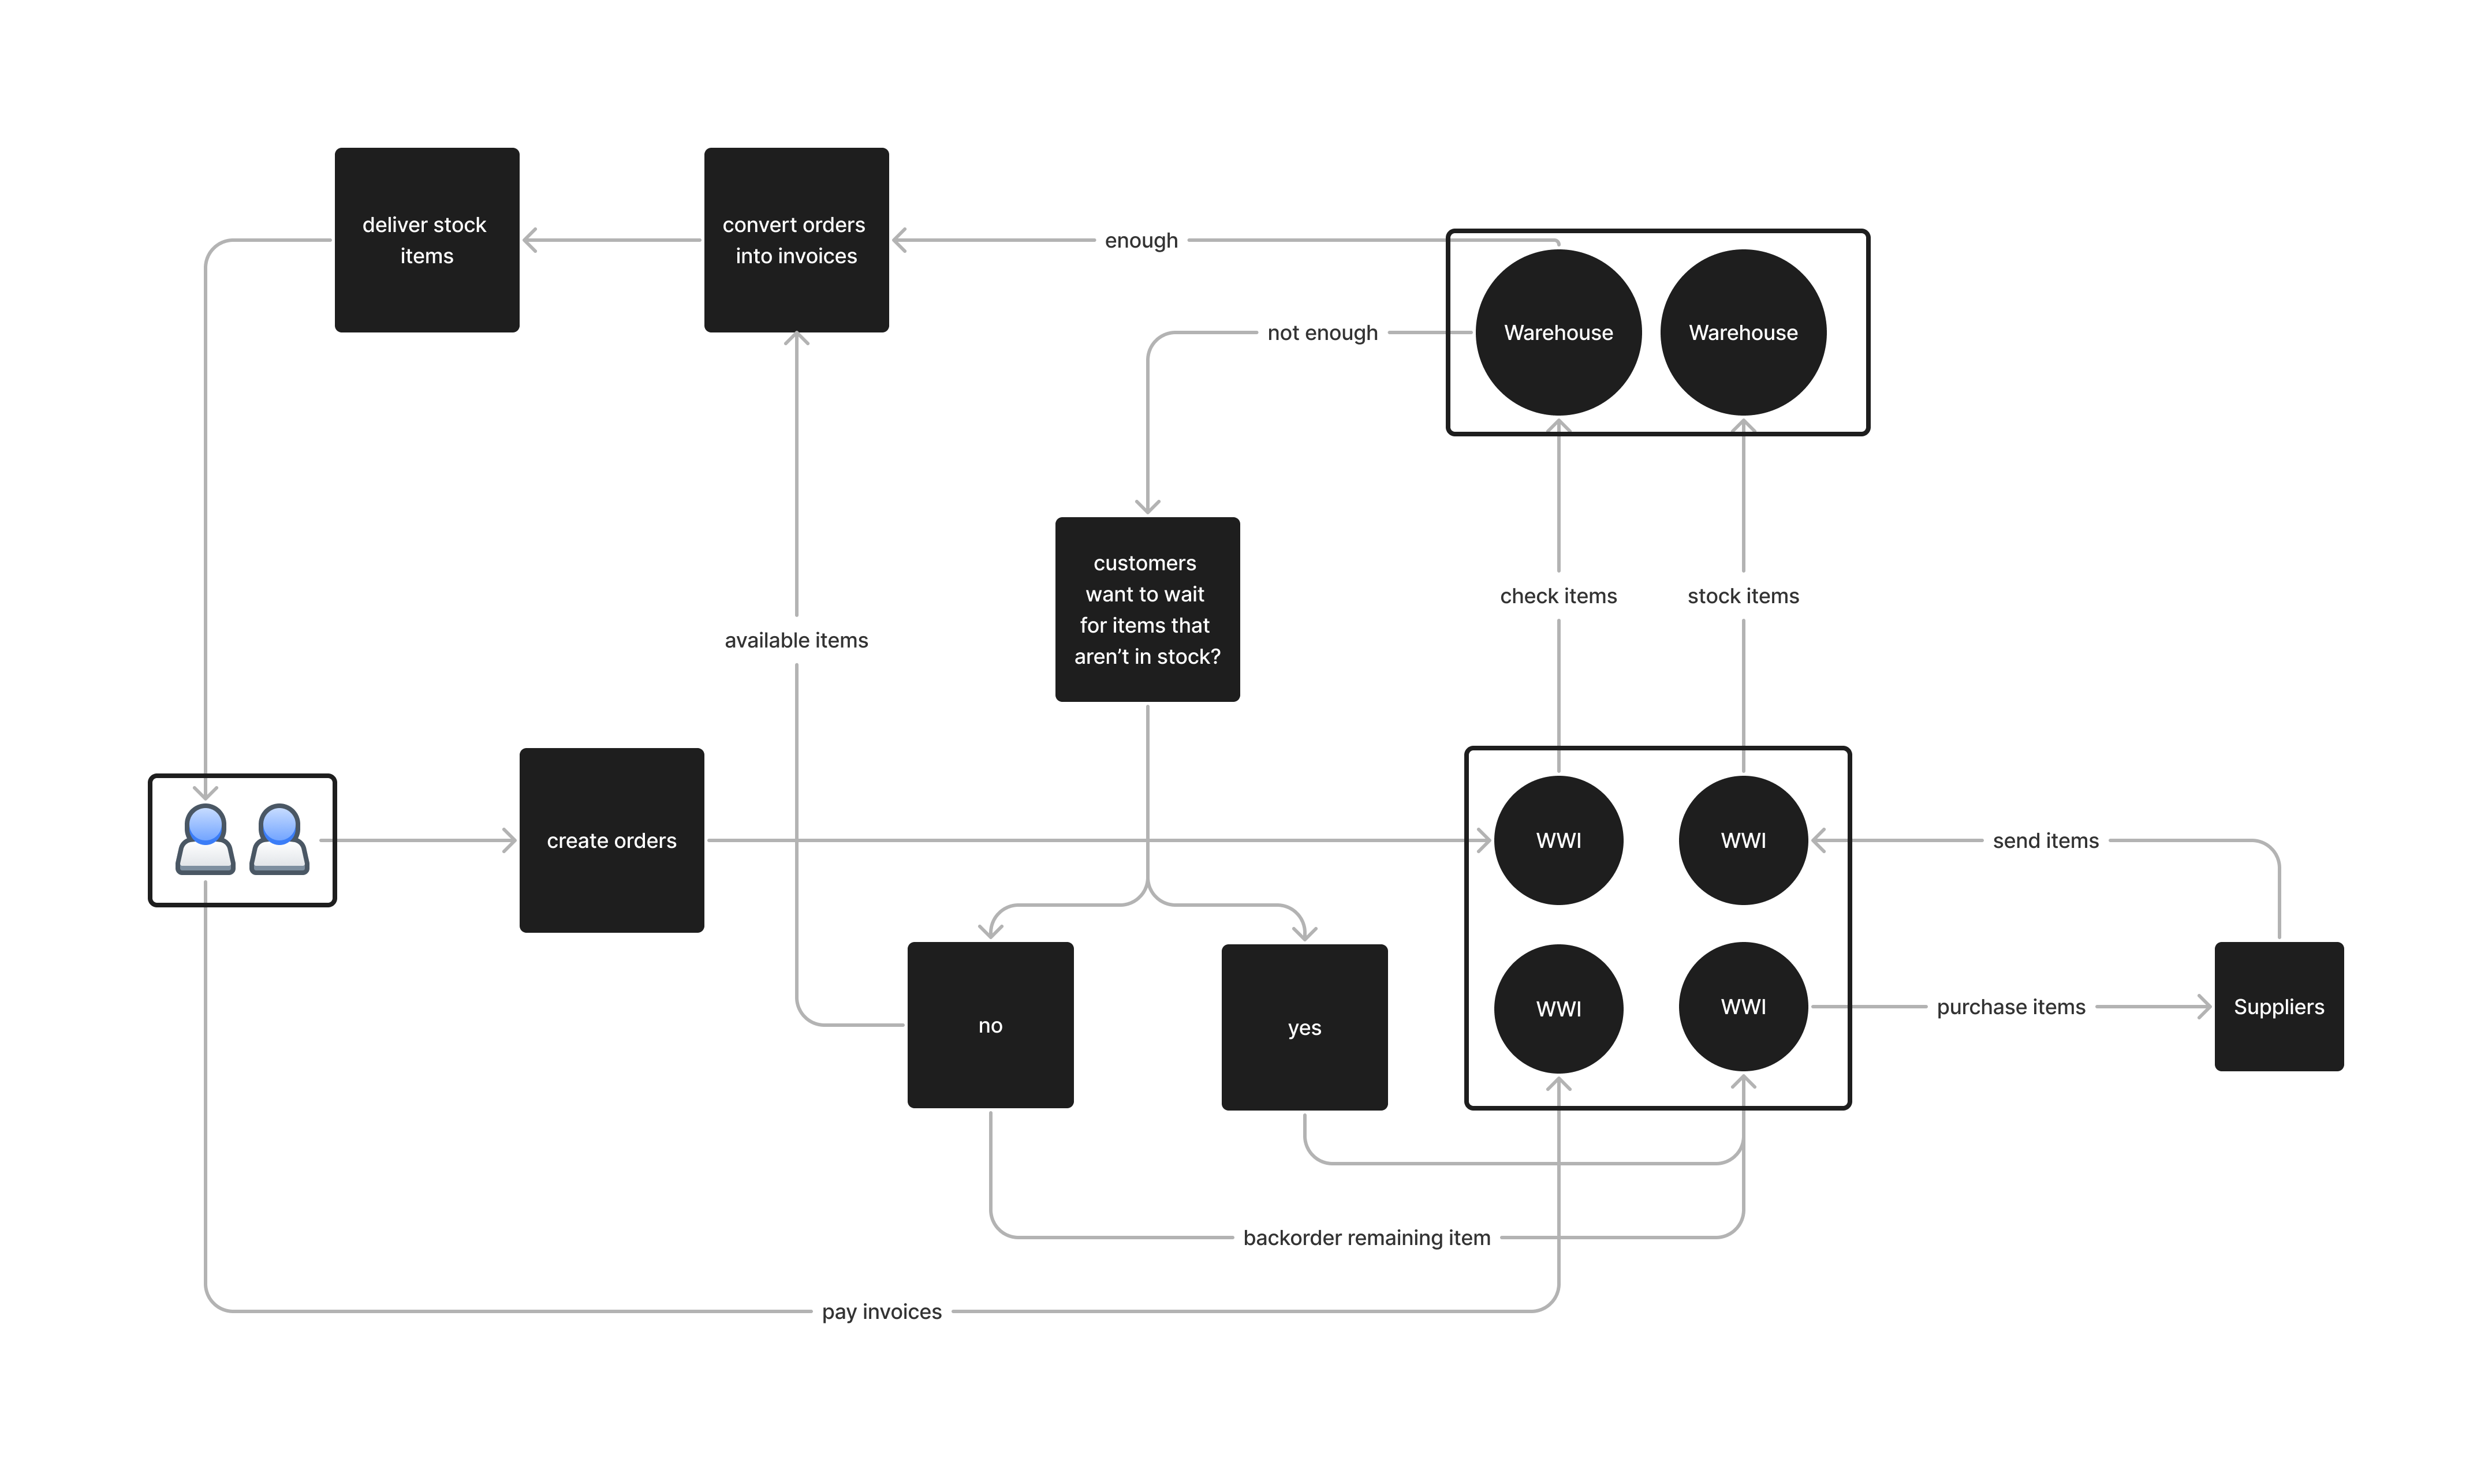 deliver stock
items
convert orders
into invoices
enough
not enough
Warehouse
Warehouse
customers
want to wait
for items that
aren’t in stock?
check items
stock items
available items
create orders
WWI
WWI
send items
no
yes
WWI
WWI
purchase items
Suppliers
backorder remaining item
pay invoices